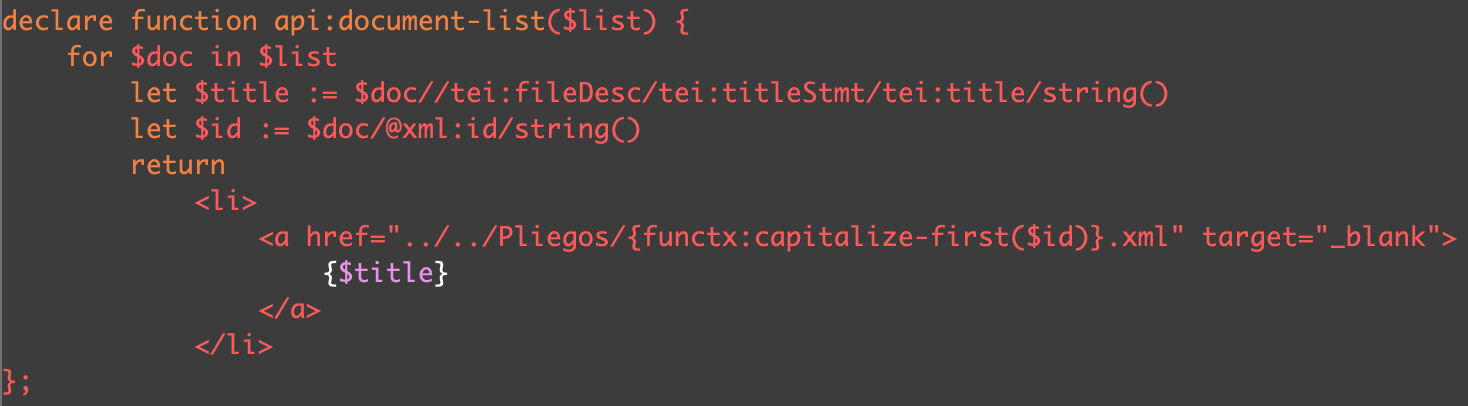 declare function api:document-list($list) {
    for $doc in $list
        let $title := $doc//tei:fileDesc/tei:titleStmt/tei:title/string()
        let $id := $doc/@xml:id/string()
        return
            <li>
                <a href="../../Pliegos/{functx:capitalize-first($id)}.xml" target="_blank">
                    {$title}
                </a>
            </li>
};